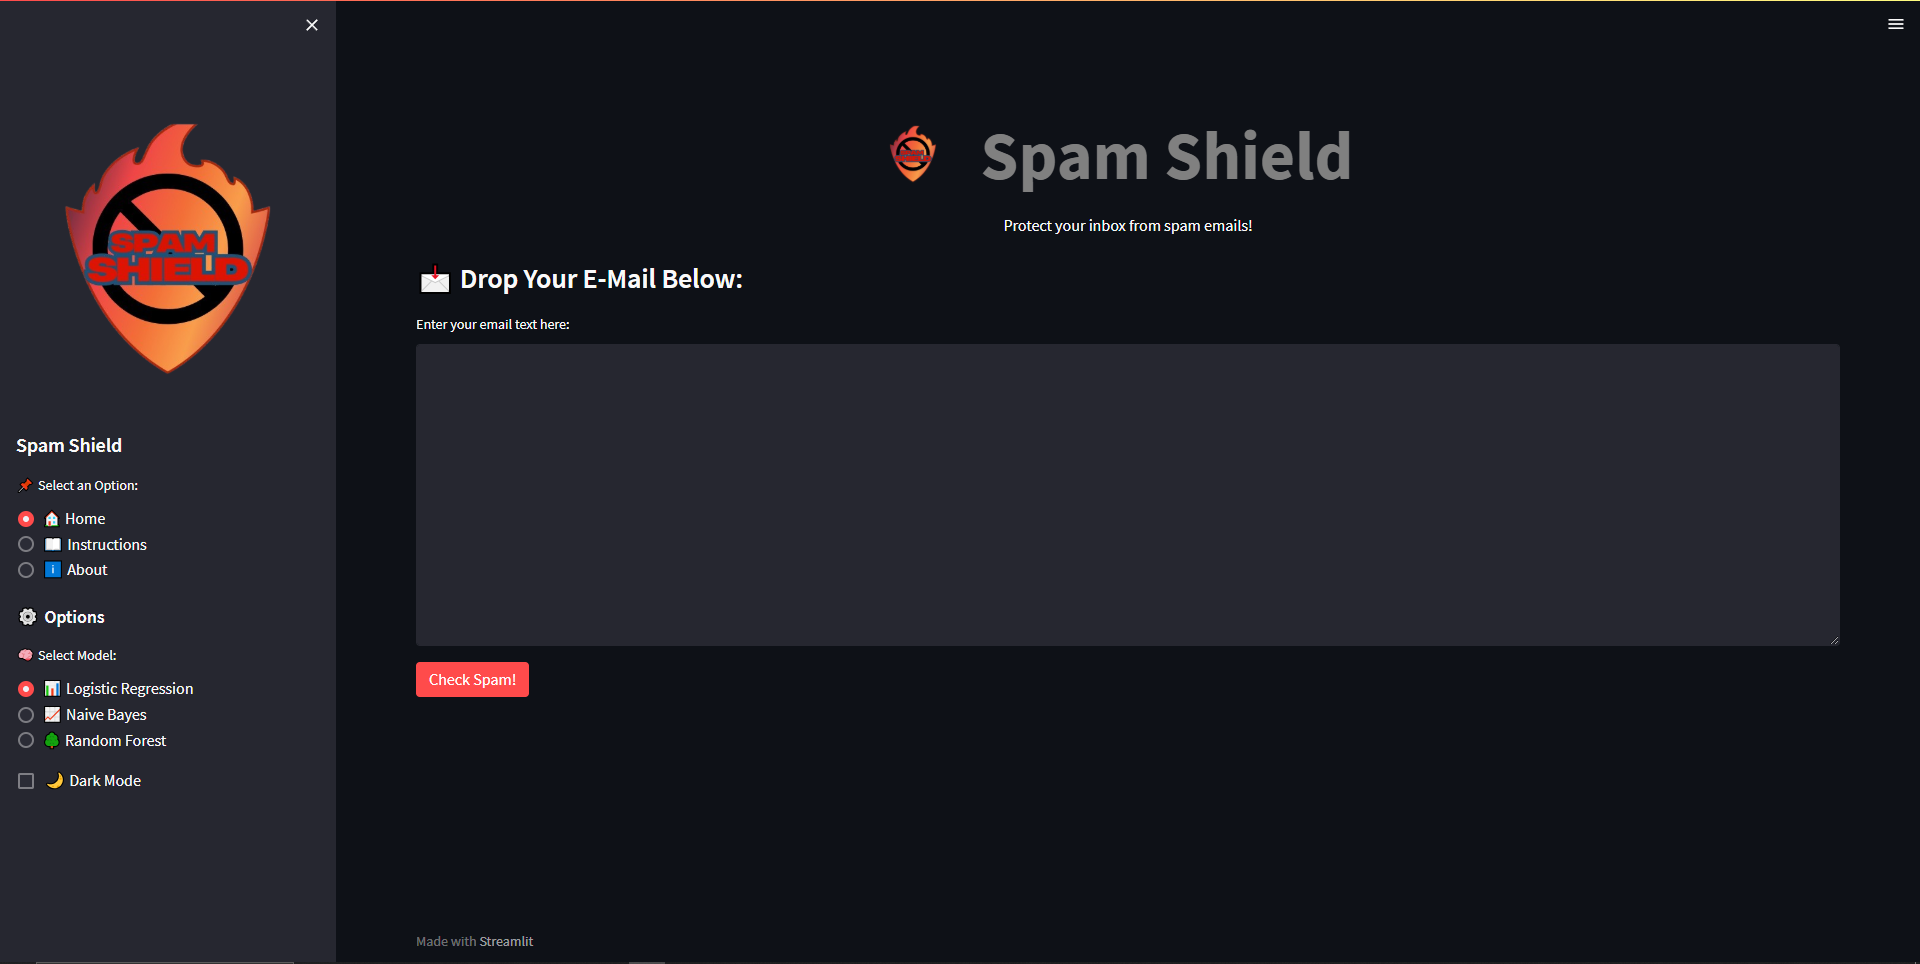 SPAM
SHIELD
Spam Shield
📌 Select an Option:
🏠 Home
📖 Instructions
ℹ️ About
⚙️ Options
🧠 Select Model:
📊 Logistic Regression
📈 Naive Bayes
🌳 Random Forest
🌙 Dark Mode
Spam Shield
Protect your inbox from spam emails!
📩 Drop Your E-Mail Below:
Enter your email text here:
Check Spam!
Made with Streamlit